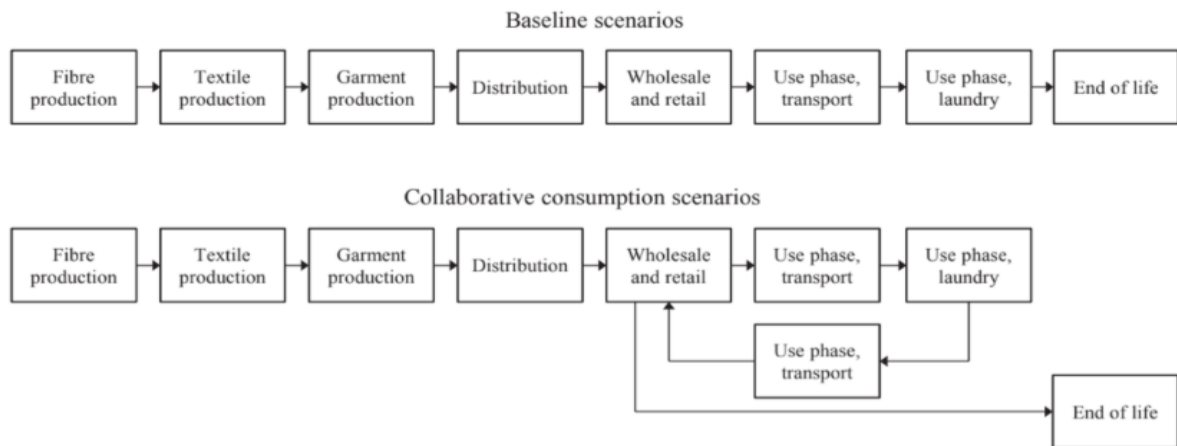 Baseline scenarios
Fibre
production
Textile
production
Garment
production
Distribution
Wholesale
and retail
Use phase,
transport
Use phase,
laundry
End of life
Collaborative consumption scenarios
Fibre
production
Textile
production
Garment
production
Distribution
Wholesale
and retail
Use phase,
transport
Use phase,
laundry
Use phase,
transport
End of life